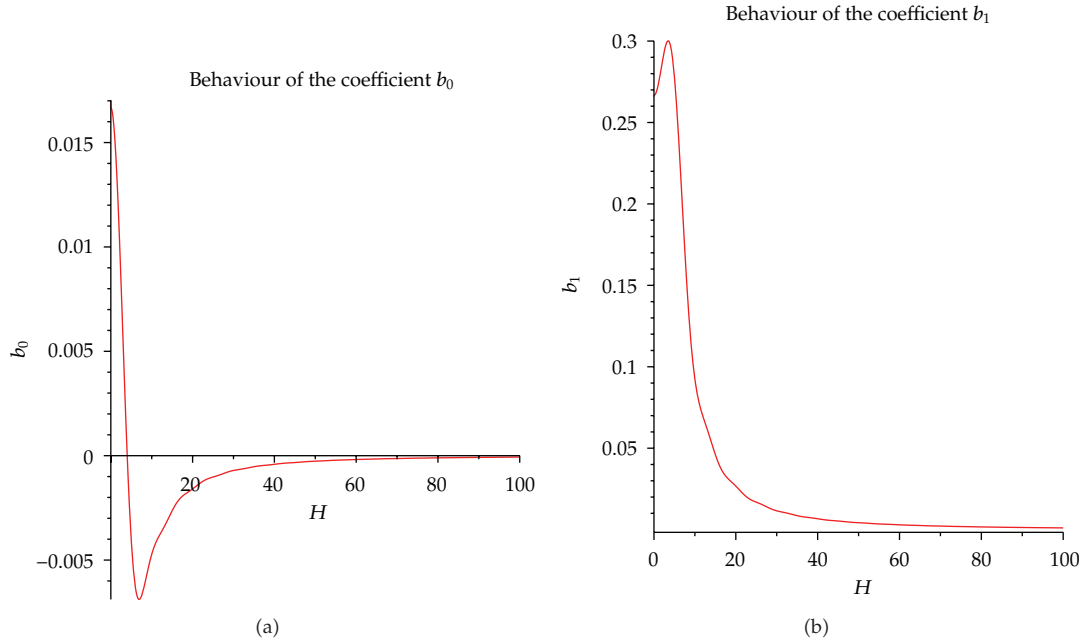 Behaviour of the coefficient b₀
0.015
0.01
0.005
0
−0.005
20
40
60
80
100
b₀
H
(a)
Behaviour of the coefficient b₁
0.3
0.25
0.2
0.15
0.1
0.05
0
20
40
60
80
100
b₁
H
(b)